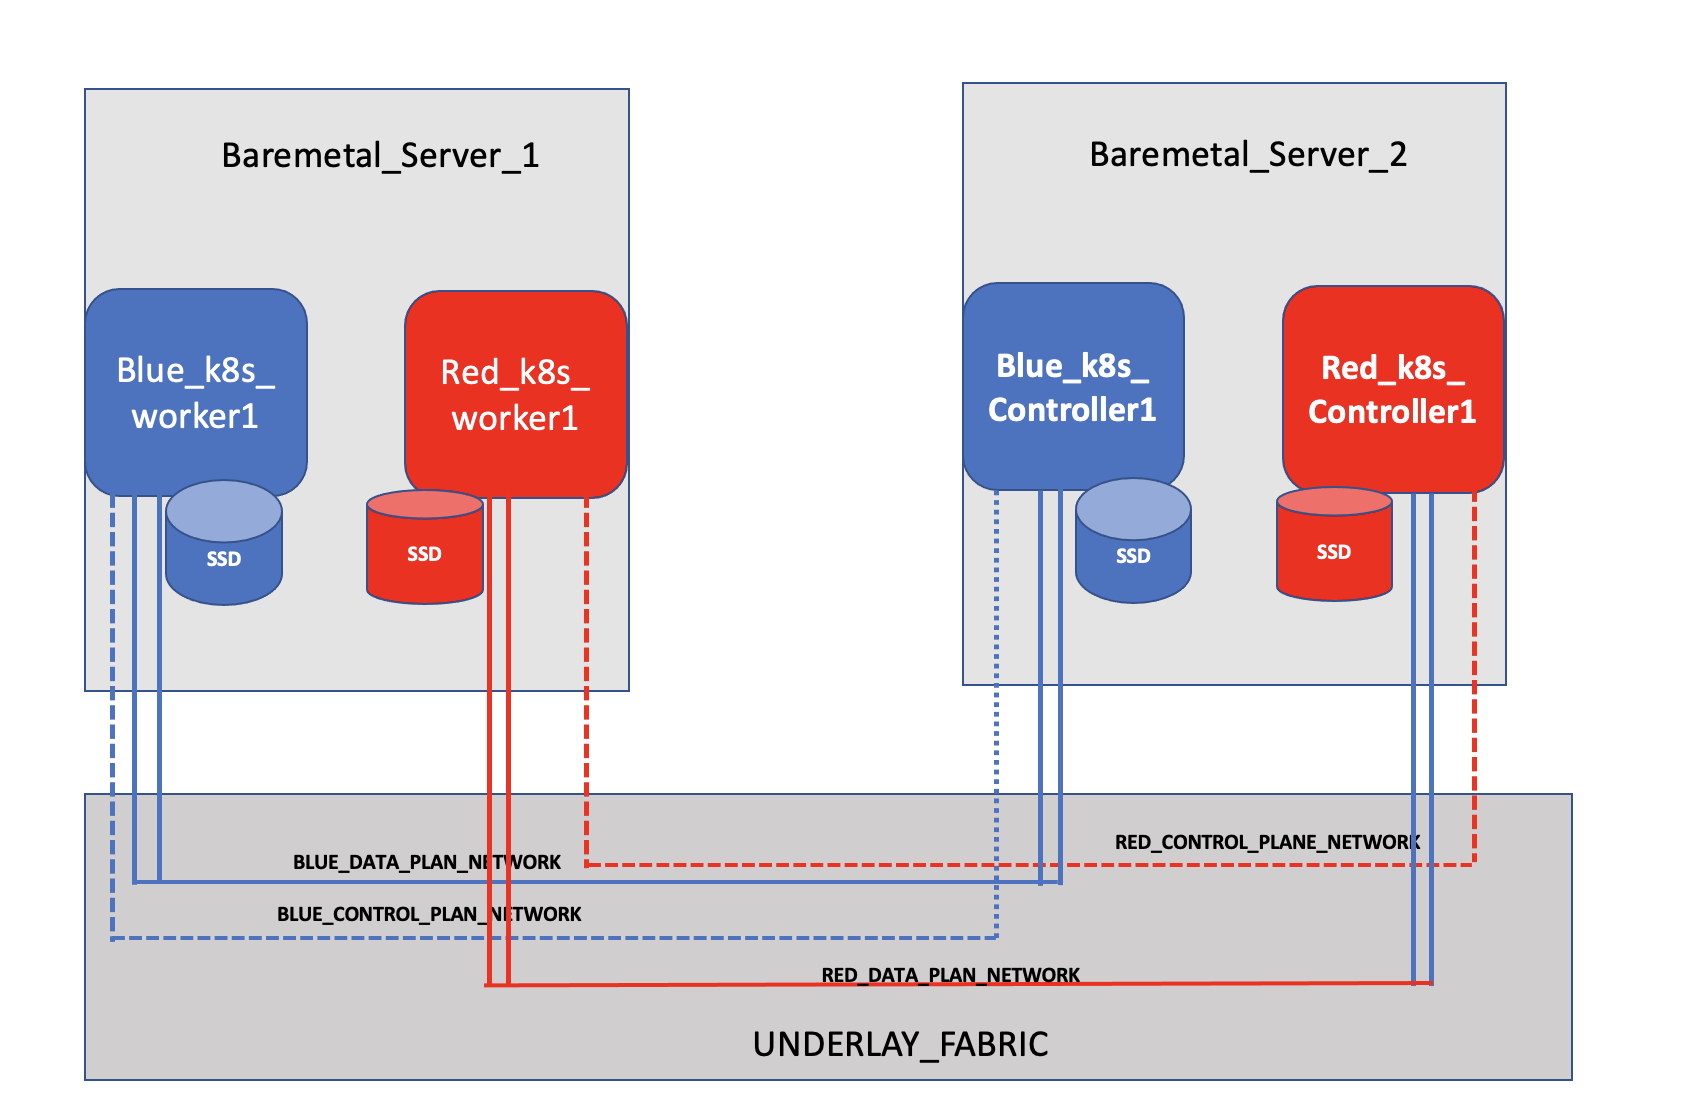 Baremetal_Server_1
Baremetal_Server_2
Blue_k8s_
worker1
Red_k8s_
worker1
Blue_k8s_
Controller1
Red_k8s_
Controller1
SSD
SSD
SSD
SSD
RED_CONTROL_PLANE_NETWORK
BLUE_DATA_PLAN_NETWORK
BLUE_CONTROL_PLAN_NETWORK
RED_DATA_PLAN_NETWORK
UNDERLAY_FABRIC